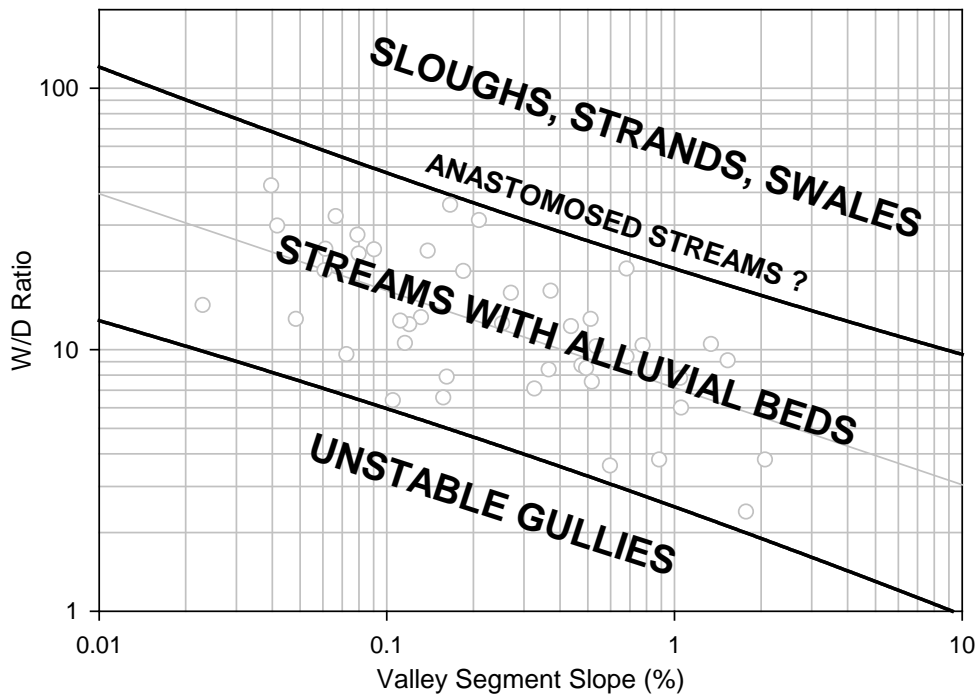 100
10
1
W/D Ratio
SLOUGHS, STRANDS, SWALES
ANASTOMOSED STREAMS ?
STREAMS WITH ALLUVIAL BEDS
UNSTABLE GULLIES
0.01
0.1
1
10
Valley Segment Slope (%)